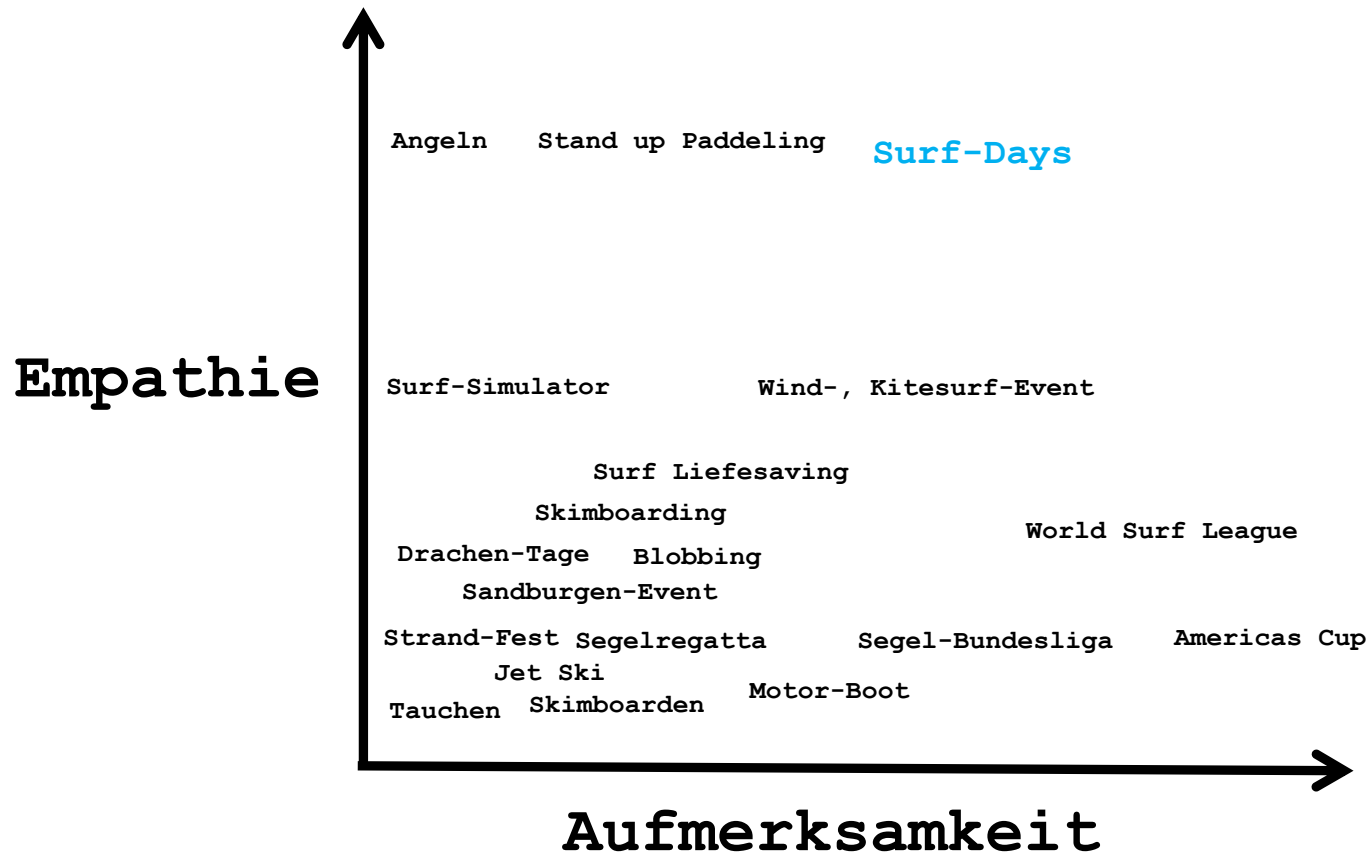 Angeln
Stand up Paddeling
Surf-Days
Empathie
Surf-Simulator
Wind-, Kitesurf-Event
Surf Liefesaving
Skimboarding
World Surf League
Drachen-Tage
Blobbing
Sandburgen-Event
Strand-Fest
Segelregatta
Segel-Bundesliga
Americas Cup
Jet Ski
Motor-Boot
Tauchen
Skimboarden
Aufmerksamkeit